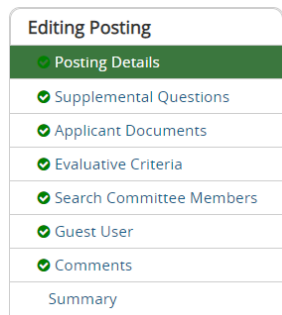 Editing Posting
Posting Details
Supplemental Questions
Applicant Documents
Evaluative Criteria
Search Committee Members
Guest User
Comments
Summary